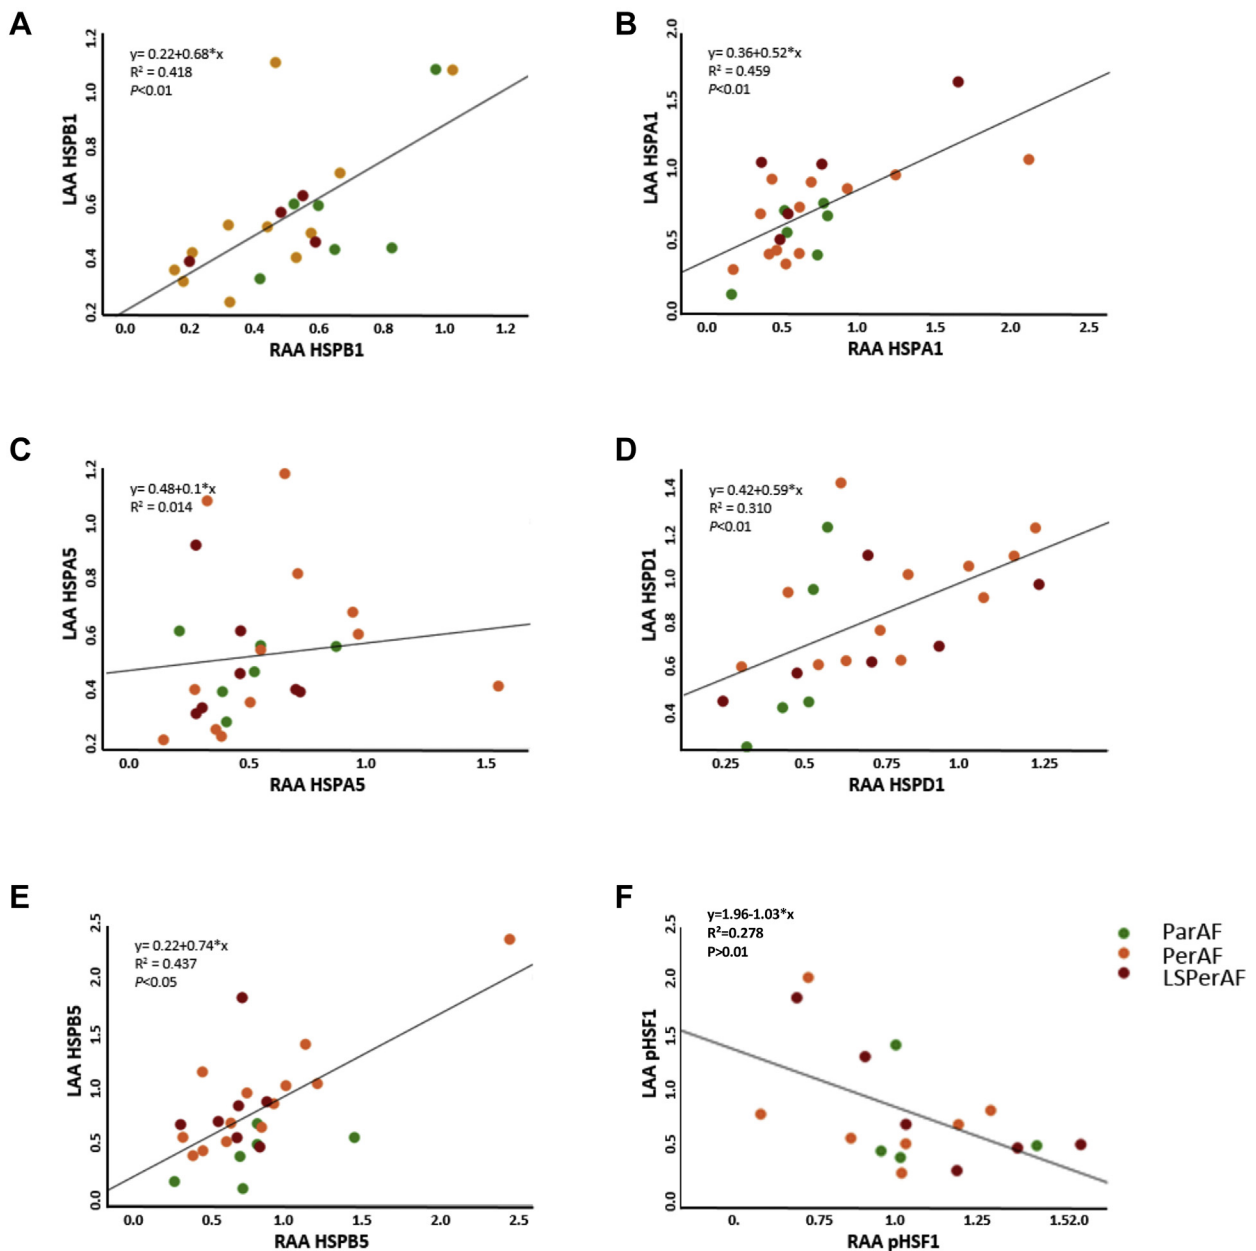 A
y= 0.22+0.68*x
R² = 0.418
P<0.01
LAA HSPB1
1.2
1.0
0.8
0.6
0.4
0.2
0.0 0.2 0.4 0.6 0.8 1.0 1.2
RAA HSPB1
B
y= 0.36+0.52*x
R² = 0.459
P<0.01
LAA HSPA1
2.0
1.5
1.0
0.5
0.0
0.0 0.5 1.0 1.5 2.0 2.5
RAA HSPA1
C
y= 0.48+0.1*x
R² = 0.014
LAA HSPA5
1.2
1.0
0.8
0.6
0.4
0.2
0.0 0.5 1.0 1.5
RAA HSPA5
D
y= 0.42+0.59*x
R² = 0.310
P<0.01
LAA HSPD1
1.4
1.2
1.0
0.8
0.6
0.4
0.25 0.5 0.75 1.0 1.25
RAA HSPD1
E
y= 0.22+0.74*x
R² = 0.437
P<0.05
LAA HSPB5
2.5
2.0
1.5
1.0
0.5
0.0
0.0 0.5 1.0 1.5 2.0 2.5
RAA HSPB5
F
y=1.96-1.03*x
R²=0.278
P>0.01
LAA pHSF1
2.5
2.0
1.5
1.0
0.5
0.0
0. 0.75 1.0 1.25 1.52.0
RAA pHSF1
ParAF
PerAF
LSPerAF